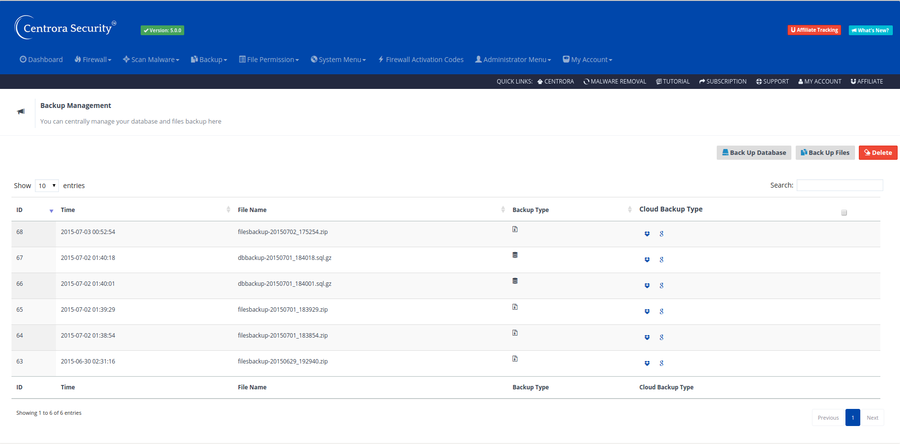 Centrora Security
Version: 5.0.0
Affiliate Tracking
What's New?
Dashboard Firewall Scan Malware Backup File Permission System Menu Firewall Activation Codes Administrator Menu My Account
QUICK LINKS: CENTRORA MALWARE REMOVAL TUTORIAL SUBSCRIPTION SUPPORT MY ACCOUNT AFFILIATE
Backup Management
You can centrally manage your database and files backup here
Back Up Database Back Up Files Delete
Show 10 entries Search:
ID Time File Name Backup Type Cloud Backup Type
68 2015-07-03 00:52:54 filesbackup-20150702_175254.zip
67 2015-07-02 01:40:18 dbbackup-20150701_184018.sql.gz
66 2015-07-02 01:40:01 dbbackup-20150701_184001.sql.gz
65 2015-07-02 01:39:29 filesbackup-20150701_183929.zip
64 2015-07-02 01:38:54 filesbackup-20150701_183854.zip
63 2015-06-30 02:31:16 filesbackup-20150629_192940.zip
ID Time File Name Backup Type Cloud Backup Type
Showing 1 to 6 of 6 entries
Previous 1 Next